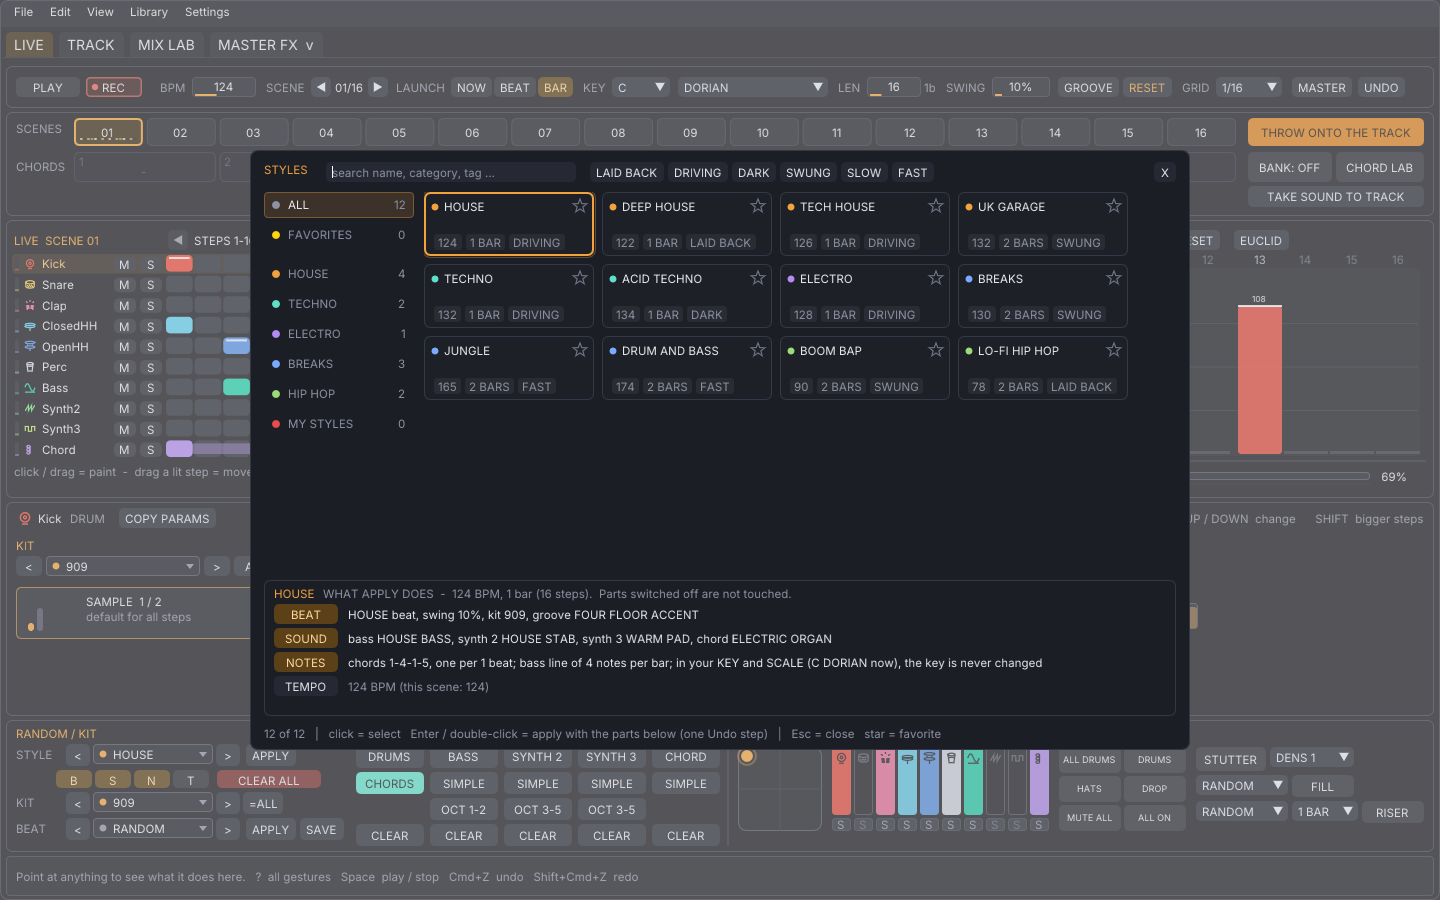 File Edit View Library Settings
LIVE TRACK MIX LAB MASTER FX v
PLAY REC BPM 124 SCENE 01/16 LAUNCH NOW BEAT BAR KEY C DORIAN LEN 16 1b SWING 10% GROOVE RESET GRID 1/16 MASTER UNDO
SCENES 01 02 03 04 05 06 07 08 09 10 11 12 13 14 15 16 THROW ONTO THE TRACK
CHORDS 1 2 BANK: OFF CHORD LAB
TAKE SOUND TO TRACK
STYLES search name, category, tag ... LAID BACK DRIVING DARK SWUNG SLOW FAST X
ALL 12
FAVORITES 0
HOUSE 4
TECHNO 2
ELECTRO 1
BREAKS 3
HIP HOP 2
MY STYLES 0
HOUSE DEEP HOUSE TECH HOUSE UK GARAGE
124 1 BAR DRIVING 122 1 BAR LAID BACK 126 1 BAR DRIVING 132 2 BARS SWUNG
TECHNO ACID TECHNO ELECTRO BREAKS
132 1 BAR DRIVING 134 1 BAR DARK 128 1 BAR DRIVING 130 2 BARS SWUNG
JUNGLE DRUM AND BASS BOOM BAP LO-FI HIP HOP
165 2 BARS FAST 174 2 BARS FAST 90 2 BARS SWUNG 78 2 BARS LAID BACK
HOUSE WHAT APPLY DOES - 124 BPM, 1 bar (16 steps). Parts switched off are not touched.
BEAT HOUSE beat, swing 10%, kit 909, groove FOUR FLOOR ACCENT
SOUND bass HOUSE BASS, synth 2 HOUSE STAB, synth 3 WARM PAD, chord ELECTRIC ORGAN
NOTES chords 1-4-1-5, one per 1 beat; bass line of 4 notes per bar; in your KEY and SCALE (C DORIAN now), the key is never changed
TEMPO 124 BPM (this scene: 124)
12 of 12 | click = select Enter / double-click = apply with the parts below (one Undo step) | Esc = close star = favorite
LIVE SCENE 01 STEPS 1-1 SET EUCLID
12 13 14 15 16
108
Kick M S
Snare M S
Clap M S
ClosedHH M S
OpenHH M S
Perc M S
Bass M S
Synth2 M S
Synth3 M S
Chord M S
click / drag = paint - drag a lit step = move 69%
Kick DRUM COPY PARAMS UP / DOWN change SHIFT bigger steps
KIT
< 909 > A
SAMPLE 1 / 2
default for all steps
RANDOM / KIT
STYLE < HOUSE > APPLY
B S N T CLEAR ALL
KIT < 909 > =ALL
BEAT < RANDOM > APPLY SAVE
DRUMS BASS SYNTH 2 SYNTH 3 CHORD
CHORDS SIMPLE SIMPLE SIMPLE SIMPLE
OCT 1-2 OCT 3-5 OCT 3-5
CLEAR CLEAR CLEAR CLEAR CLEAR
S S S S S S S S S S
ALL DRUMS DRUMS STUTTER DENS 1
HATS DROP RANDOM FILL
MUTE ALL ALL ON RANDOM 1 BAR RISER
Point at anything to see what it does here. ? all gestures Space play / stop Cmd+Z undo Shift+Cmd+Z redo